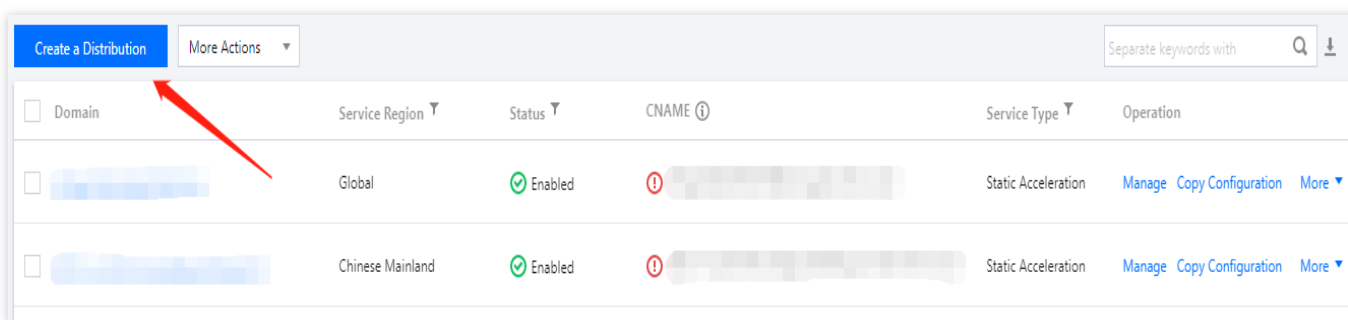 Create a Distribution More Actions Separate keywords with
Domain Service Region Status CNAME Service Type Operation
Global Enabled Static Acceleration Manage Copy Configuration More
Chinese Mainland Enabled Static Acceleration Manage Copy Configuration More